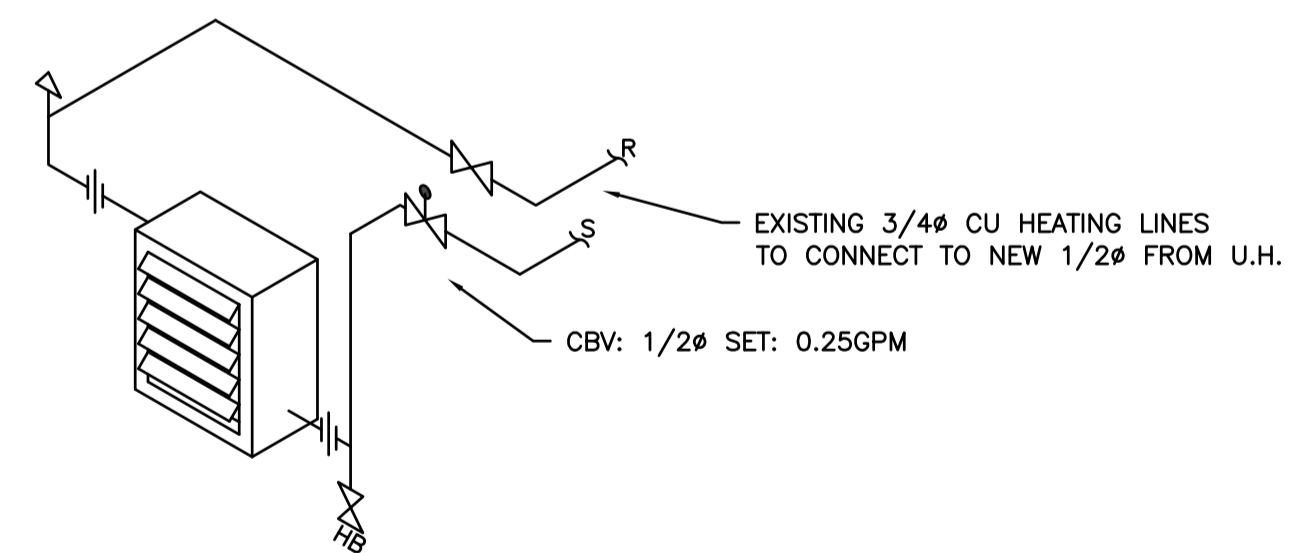 R
S
EXISTING 3/4ø CU HEATING LINES
TO CONNECT TO NEW 1/2ø FROM U.H.
CBV: 1/2ø SET: 0.25GPM
HB